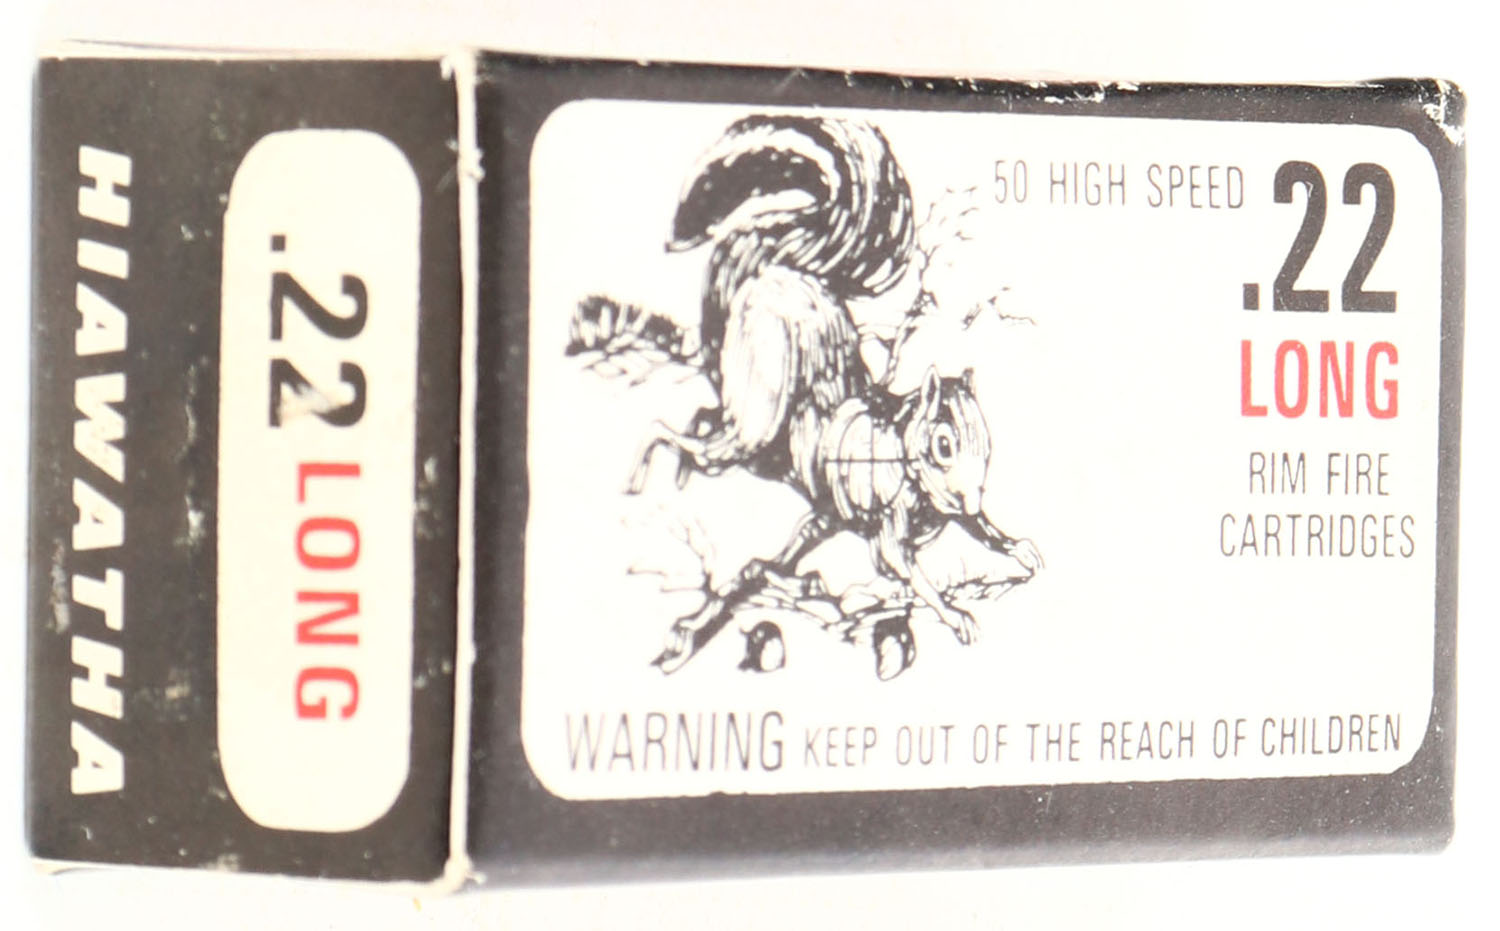 HIAWATHA
.22 LONG
50 HIGH SPEED .22
LONG
RIM FIRE
CARTRIDGES
WARNING KEEP OUT OF THE REACH OF CHILDREN